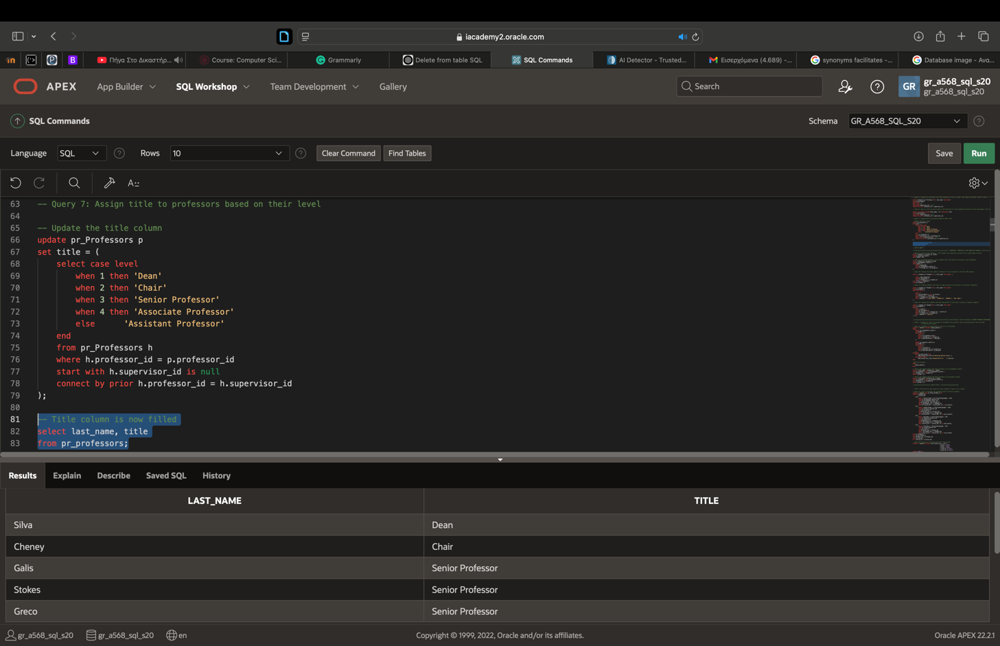 iacademy2.oracle.com
Πήγα Στο Δικαστήρ...
Course: Computer Sci...
Grammarly
Delete from table SQL
SQL Commands
AI Detector - Trusted...
Εισερχόμενα (4.689) -...
synonyms facilitates -...
Database image - Ανα...
APEX
App Builder
SQL Workshop
Team Development
Gallery
Search
GR
gr_a568_sql_s20
gr_a568_sql_s20
SQL Commands
Schema
GR_A568_SQL_S20
Language
SQL
Rows
10
Clear Command
Find Tables
Save
Run
63 -- Query 7: Assign title to professors based on their level
64
65 -- Update the title column
66 update pr_Professors p
67 set title = (
68 select case level
69 when 1 then 'Dean'
70 when 2 then 'Chair'
71 when 3 then 'Senior Professor'
72 when 4 then 'Associate Professor'
73 else 'Assistant Professor'
74 end
75 from pr_Professors h
76 where h.professor_id = p.professor_id
77 start with h.supervisor_id is null
78 connect by prior h.professor_id = h.supervisor_id
79 );
80
81 -- Title column is now filled
82 select last_name, title
83 from pr_professors;
Results
Explain
Describe
Saved SQL
History
LAST_NAME TITLE
Silva Dean
Cheney Chair
Galis Senior Professor
Stokes Senior Professor
Greco Senior Professor
gr_a568_sql_s20
gr_a568_sql_s20
en
Copyright © 1999, 2022, Oracle and/or its affiliates.
Oracle APEX 22.2.1